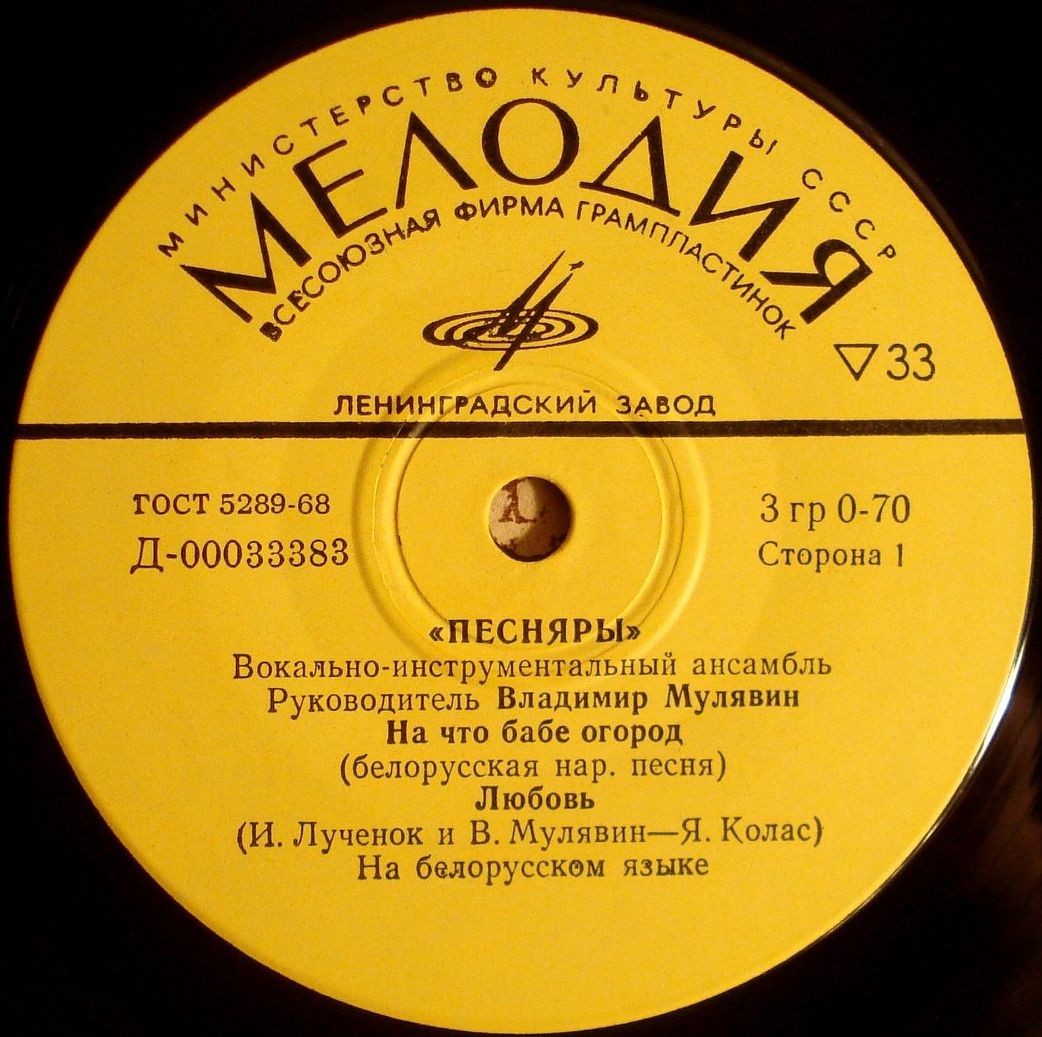 МИНИСТЕРСТВО КУЛЬТУРЫ СССР
МЕЛОДИЯ
ВСЕСОЮЗНАЯ ФИРМА ГРАМПЛАСТИНОК
▽33
ЛЕНИНГРАДСКИЙ ЗАВОД
ГОСТ 5289-68
3 гр 0-70
Д-00033383
Сторона 1
«ПЕСНЯРЫ»
Вокально-инструментальный ансамбль
Руководитель Владимир Мулявин
На что бабе огород
(белорусская нар. песня)
Любовь
(И. Лученок и В. Мулявин—Я. Колас)
На белорусском языке